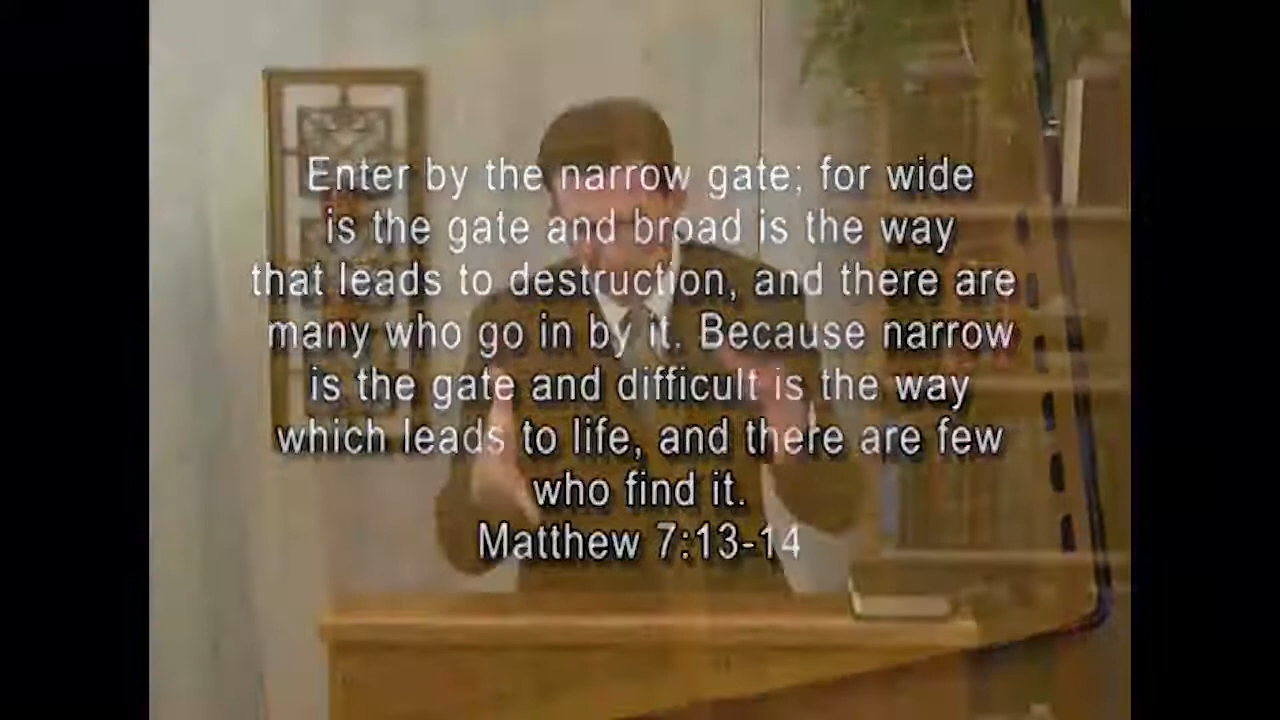 Enter by the narrow gate; for wide
is the gate and broad is the way
that leads to destruction, and there are
many who go in by it. Because narrow
is the gate and difficult is the way
which leads to life, and there are few
who find it.
Matthew 7:13-14